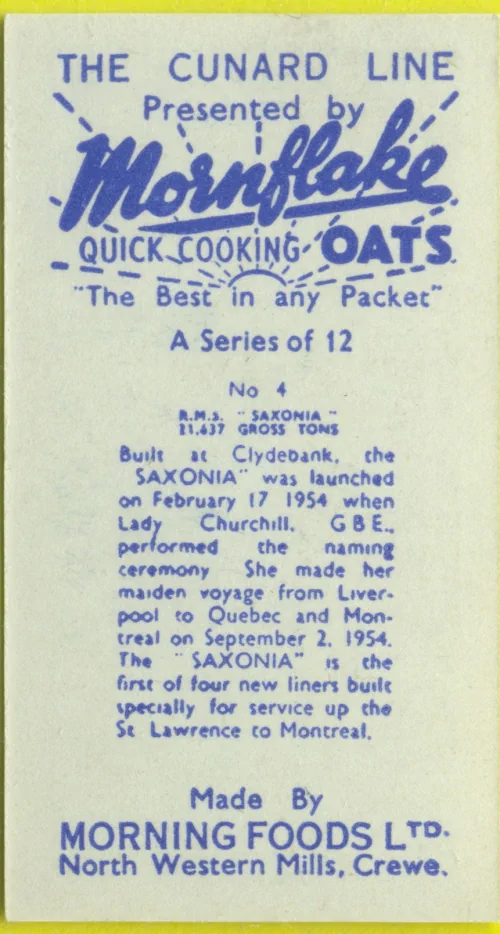 THE CUNARD LINE
Presented by
Mornflake
QUICK COOKING OATS
"The Best in any Packet"
A Series of 12
No 4
R.M.S. "SAXONIA"
21,637 GROSS TONS
Built at Clydebank, the
SAXONIA" was launched
on February 17 1954 when
Lady Churchill, G B E.,
performed the naming
ceremony She made her
maiden voyage from Liver-
pool to Quebec and Mon-
treal on September 2, 1954.
The "SAXONIA" is the
first of four new liners built
specially for service up the
St Lawrence to Montreal.
Made By
MORNING FOODS LTD.
North Western Mills, Crewe.